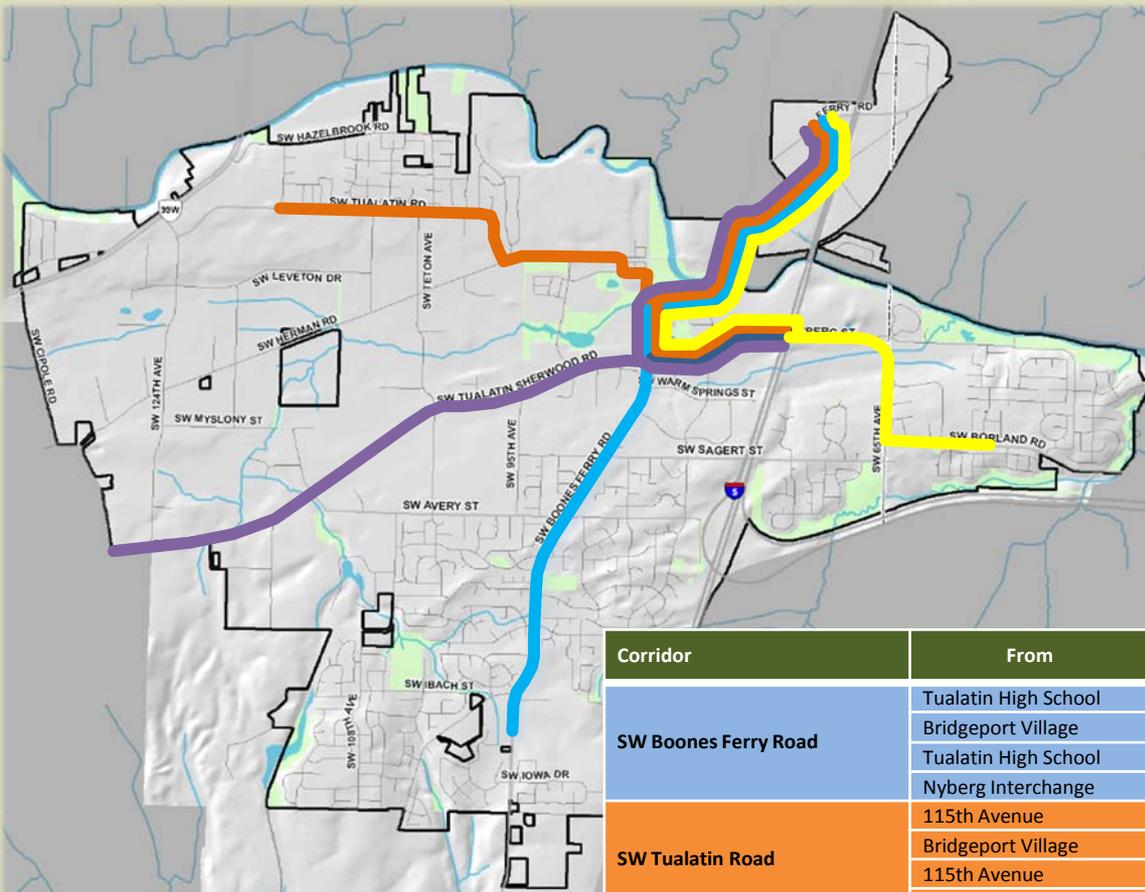 FERRY RD
SW HAZELBROOK RD
99W
SW TUALATIN RD
SW TETON AVE
SW LEVETON DR
SW HERMAN RD
SW CIPOLE RD
SW 124TH AVE
SW TUALATIN SHERWOOD RD
SW WARM SPRINGS ST
SW MYSLONY ST
SW 95TH AVE
SW BOONES FERRY RD
SW SAGERT ST
SW 65TH AVE
SW BORLAND RD
5
SW AVERY ST
SW IBACH ST
SW 108TH AVE
SW IOWA DR
Corridor From
SW Boones Ferry Road
Tualatin High School
Bridgeport Village
Tualatin High School
Nyberg Interchange
SW Tualatin Road
115th Avenue
Bridgeport Village
115th Avenue